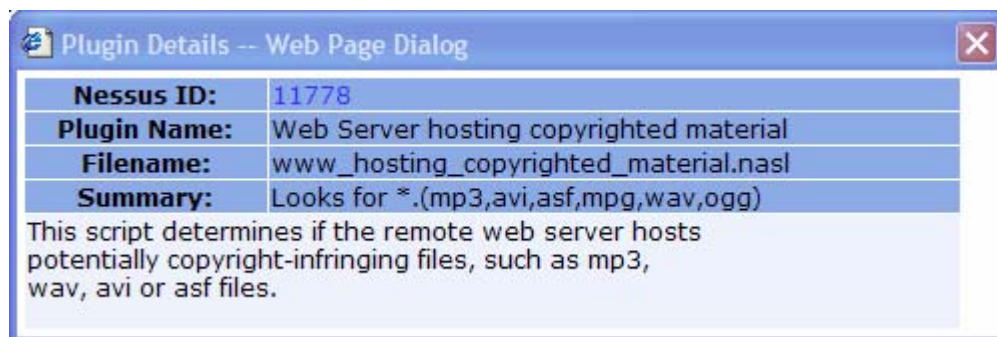 Plugin Details -- Web Page Dialog
Nessus ID: 11778
Plugin Name: Web Server hosting copyrighted material
Filename: www_hosting_copyrighted_material.nasl
Summary: Looks for *.(mp3,avi,asf,mpg,wav,ogg)
This script determines if the remote web server hosts
potentially copyright-infringing files, such as mp3,
wav, avi or asf files.